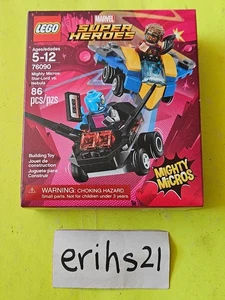 LEGO
MARVEL
SUPER HEROES
Ages/edades
5-12
76090
Mighty Micros:
Star-Lord vs
Nebula
86
pcs/pzs
Building Toy
Jouet de
construction
Juguete para
Construir
MIGHTY
MICROS
WARNING: CHOKING HAZARD.
Small parts. Not for children under 3 years.
erihs21